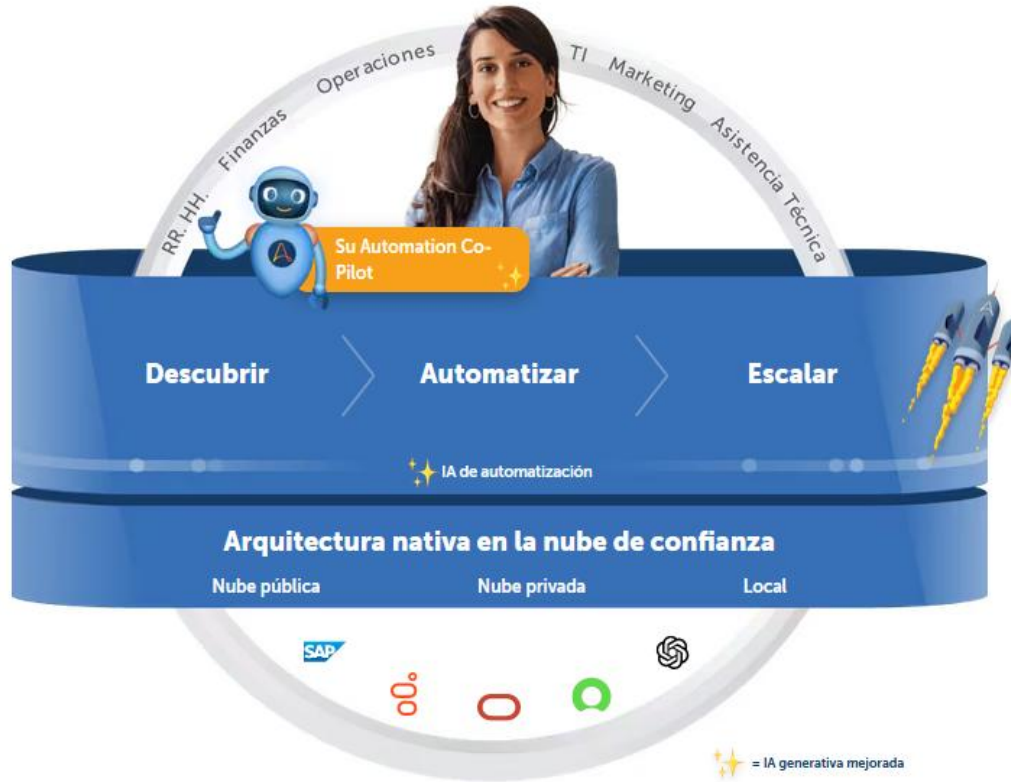 RR. HH. Finanzas Operaciones TI Marketing Asistencia Técnica
Su Automation Co-
Pilot
Descubrir Automatizar Escalar
IA de automatización
Arquitectura nativa en la nube de confianza
Nube pública Nube privada Local
SAP
= IA generativa mejorada